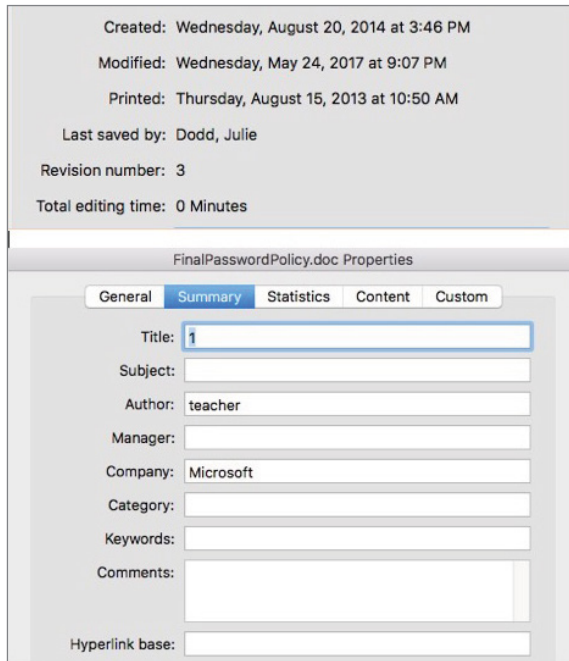 Created: Wednesday, August 20, 2014 at 3:46 PM
Modified: Wednesday, May 24, 2017 at 9:07 PM
Printed: Thursday, August 15, 2013 at 10:50 AM
Last saved by: Dodd, Julie
Revision number: 3
Total editing time: 0 Minutes
FinalPasswordPolicy.doc Properties
General Summary Statistics Content Custom
Title: 1
Subject:
Author: teacher
Manager:
Company: Microsoft
Category:
Keywords:
Comments:
Hyperlink base: